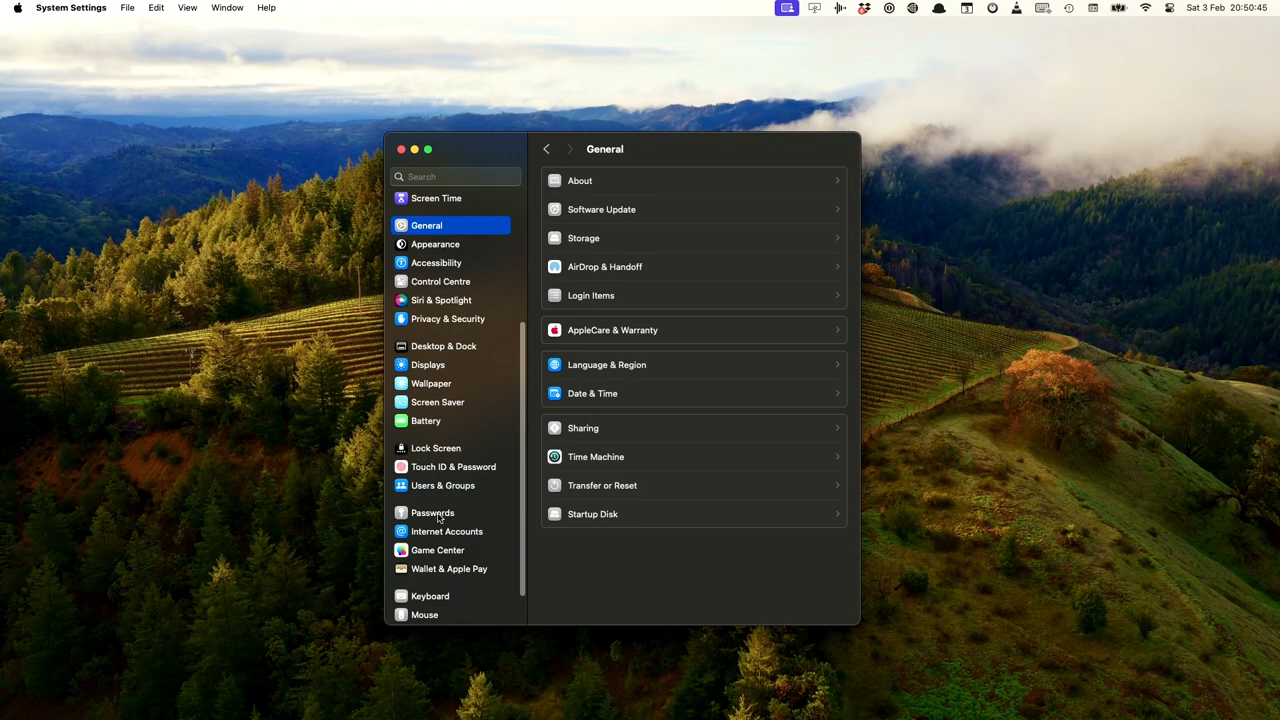 System Settings File Edit View Window Help Sat 3 Feb 20:50:45
General
Search
Screen Time
General
Appearance
Accessibility
Control Centre
Siri & Spotlight
Privacy & Security
Desktop & Dock
Displays
Wallpaper
Screen Saver
Battery
Lock Screen
Touch ID & Password
Users & Groups
Passwords
Internet Accounts
Game Center
Wallet & Apple Pay
Keyboard
Mouse
About
Software Update
Storage
AirDrop & Handoff
Login Items
AppleCare & Warranty
Language & Region
Date & Time
Sharing
Time Machine
Transfer or Reset
Startup Disk